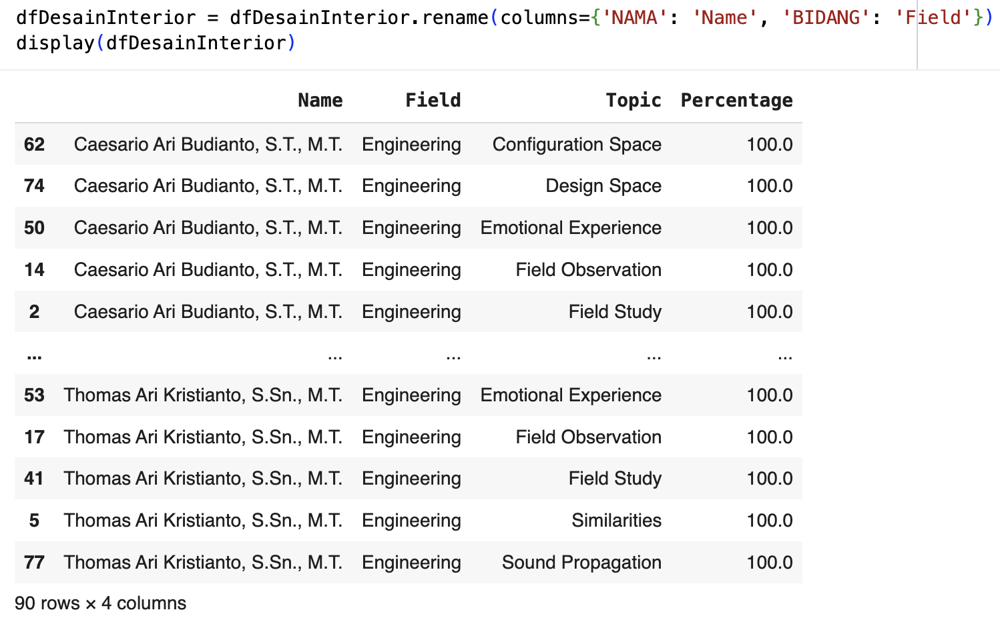 dfDesainInterior = dfDesainInterior.rename(columns={'NAMA': 'Name', 'BIDANG': 'Field'})
display(dfDesainInterior)
Name Field Topic Percentage
62 Caesario Ari Budianto, S.T., M.T. Engineering Configuration Space 100.0
74 Caesario Ari Budianto, S.T., M.T. Engineering Design Space 100.0
50 Caesario Ari Budianto, S.T., M.T. Engineering Emotional Experience 100.0
14 Caesario Ari Budianto, S.T., M.T. Engineering Field Observation 100.0
2 Caesario Ari Budianto, S.T., M.T. Engineering Field Study 100.0
... ... ... ... ...
53 Thomas Ari Kristianto, S.Sn., M.T. Engineering Emotional Experience 100.0
17 Thomas Ari Kristianto, S.Sn., M.T. Engineering Field Observation 100.0
41 Thomas Ari Kristianto, S.Sn., M.T. Engineering Field Study 100.0
5 Thomas Ari Kristianto, S.Sn., M.T. Engineering Similarities 100.0
77 Thomas Ari Kristianto, S.Sn., M.T. Engineering Sound Propagation 100.0
90 rows × 4 columns